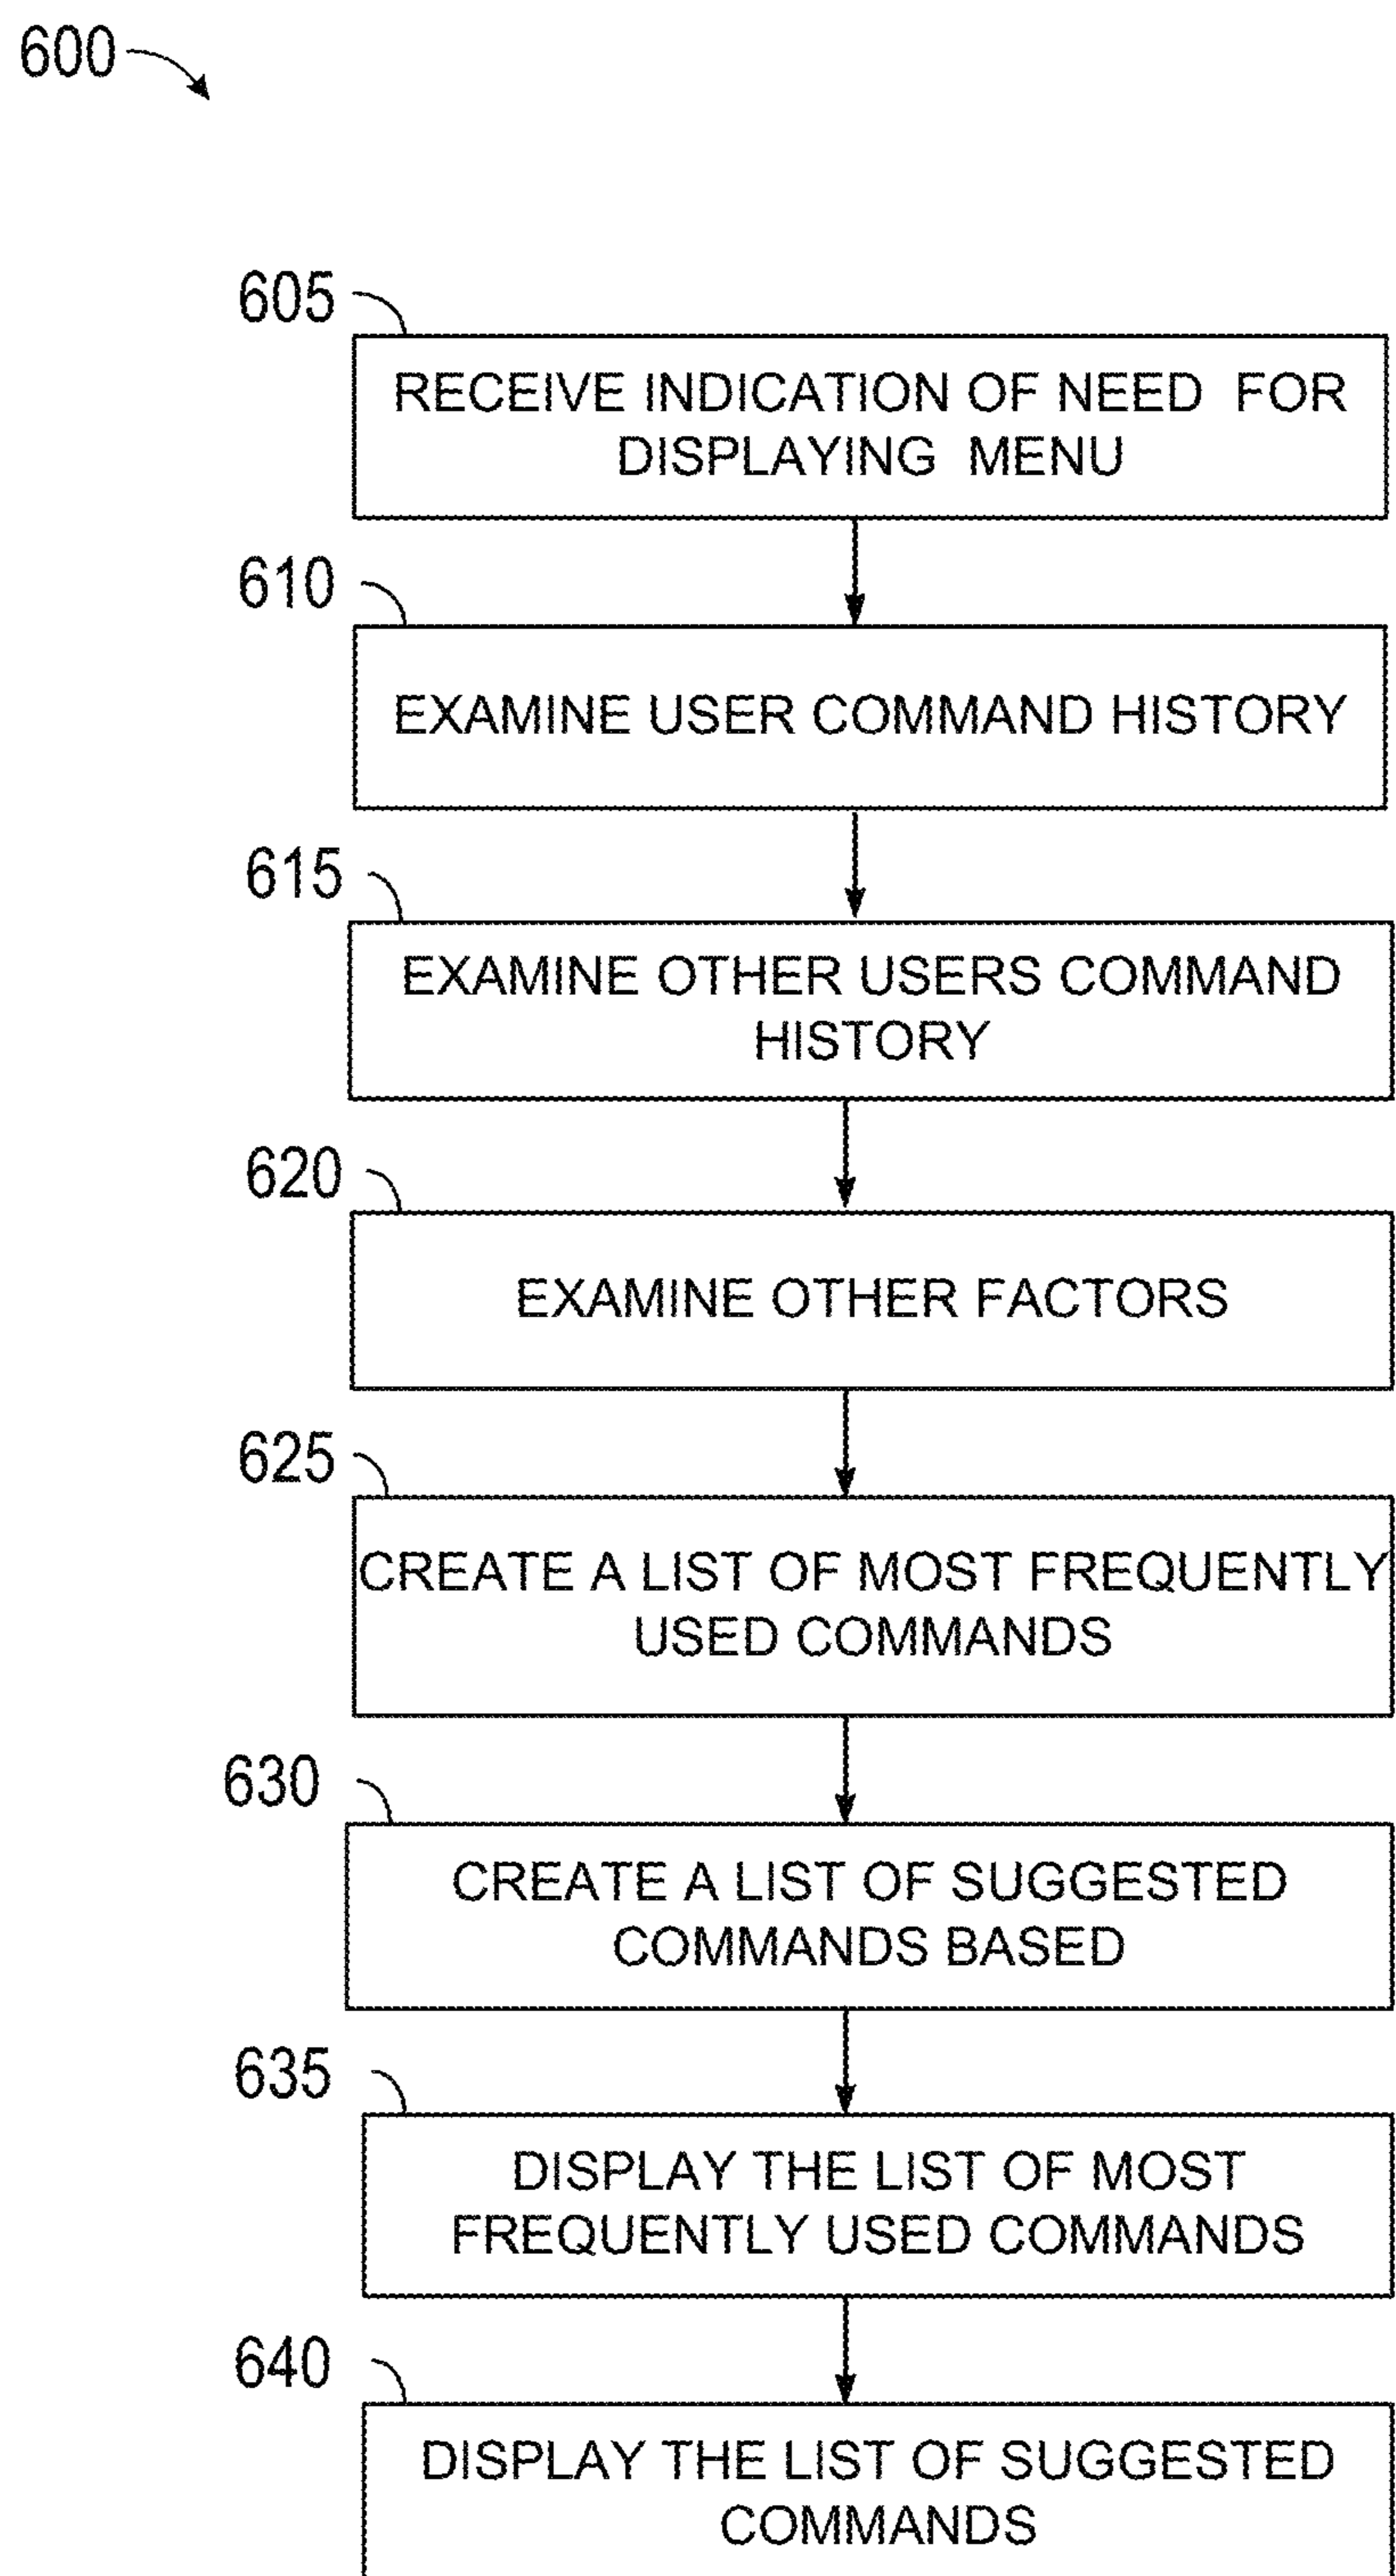 600
605
RECEIVE INDICATION OF NEED FOR
DISPLAYING MENU
610
EXAMINE USER COMMAND HISTORY
615
EXAMINE OTHER USERS COMMAND
HISTORY
620
EXAMINE OTHER FACTORS
625
CREATE A LIST OF MOST FREQUENTLY
USED COMMANDS
630
CREATE A LIST OF SUGGESTED
COMMANDS BASED
635
DISPLAY THE LIST OF MOST
FREQUENTLY USED COMMANDS
640
DISPLAY THE LIST OF SUGGESTED
COMMANDS